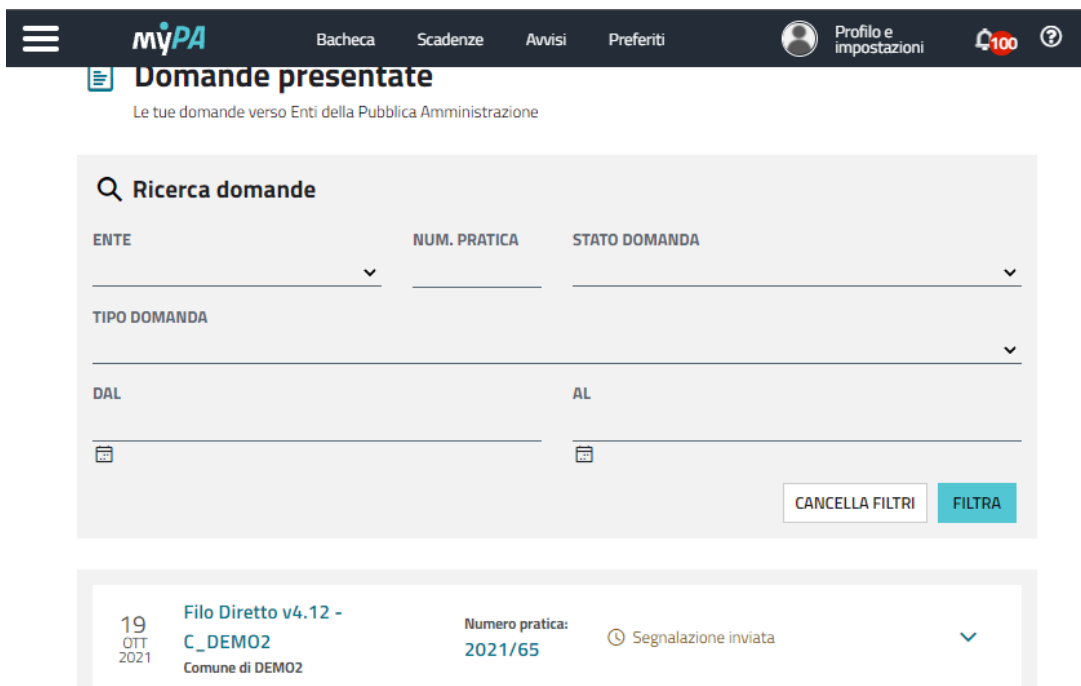 myPA Bacheca Scadenze Avvisi Preferiti Profilo e
impostazioni 100
Domande presentate
Le tue domande verso Enti della Pubblica Amministrazione
Ricerca domande
ENTE NUM. PRATICA STATO DOMANDA
TIPO DOMANDA
DAL AL
CANCELLA FILTRI FILTRA
19
OTT
2021
Filo Diretto v4.12 -
C_DEMO2
Comune di DEMO2
Numero pratica:
2021/65
Segnalazione inviata